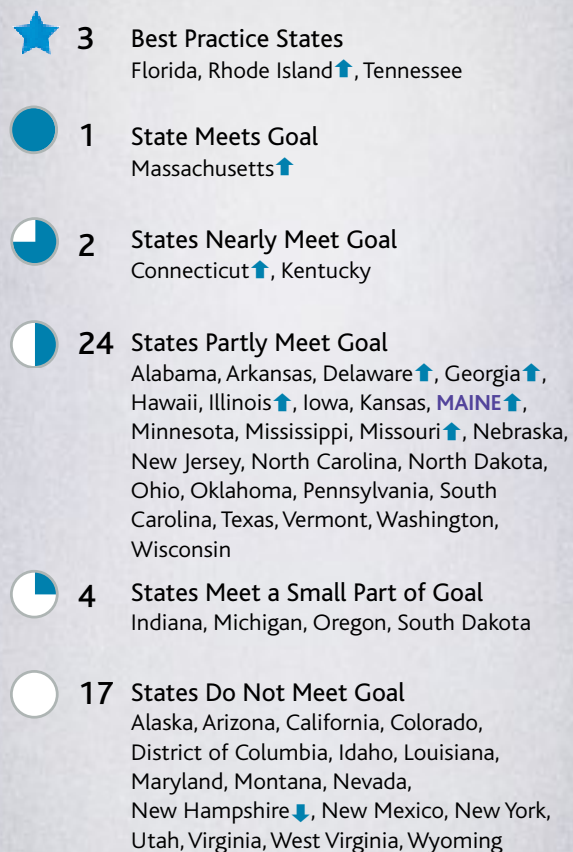 3 Best Practice States
Florida, Rhode Island⬆, Tennessee
1 State Meets Goal
Massachusetts⬆
2 States Nearly Meet Goal
Connecticut⬆, Kentucky
24 States Partly Meet Goal
Alabama, Arkansas, Delaware⬆, Georgia⬆,
Hawaii, Illinois⬆, Iowa, Kansas, MAINE⬆,
Minnesota, Mississippi, Missouri⬆, Nebraska,
New Jersey, North Carolina, North Dakota,
Ohio, Oklahoma, Pennsylvania, South
Carolina, Texas, Vermont, Washington,
Wisconsin
4 States Meet a Small Part of Goal
Indiana, Michigan, Oregon, South Dakota
17 States Do Not Meet Goal
Alaska, Arizona, California, Colorado,
District of Columbia, Idaho, Louisiana,
Maryland, Montana, Nevada,
New Hampshire⬇, New Mexico, New York,
Utah, Virginia, West Virginia, Wyoming